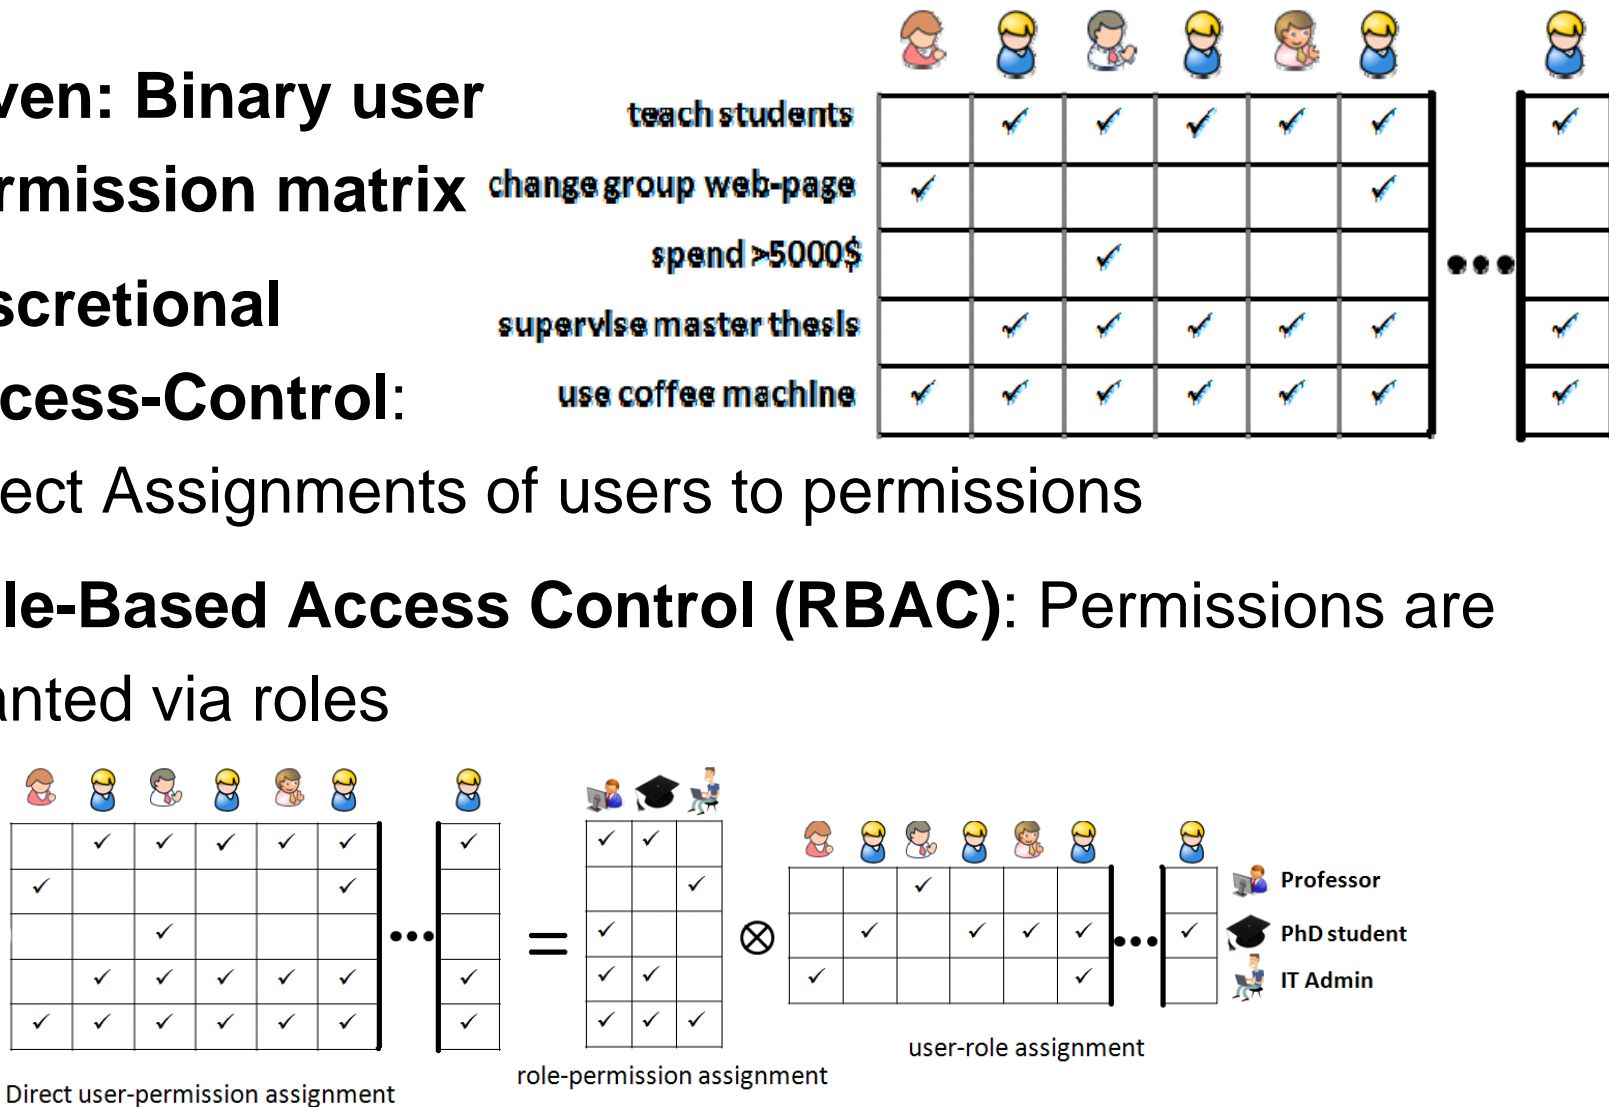 ven: Binary user
rmission matrix
teach students
change group web-page
spend >5000$
supervise master thesis
use coffee machine
scretional
cess-Control:
ect Assignments of users to permissions
le-Based Access Control (RBAC): Permissions are
anted via roles
Professor
PhD student
IT Admin
user-role assignment
role-permission assignment
Direct user-permission assignment